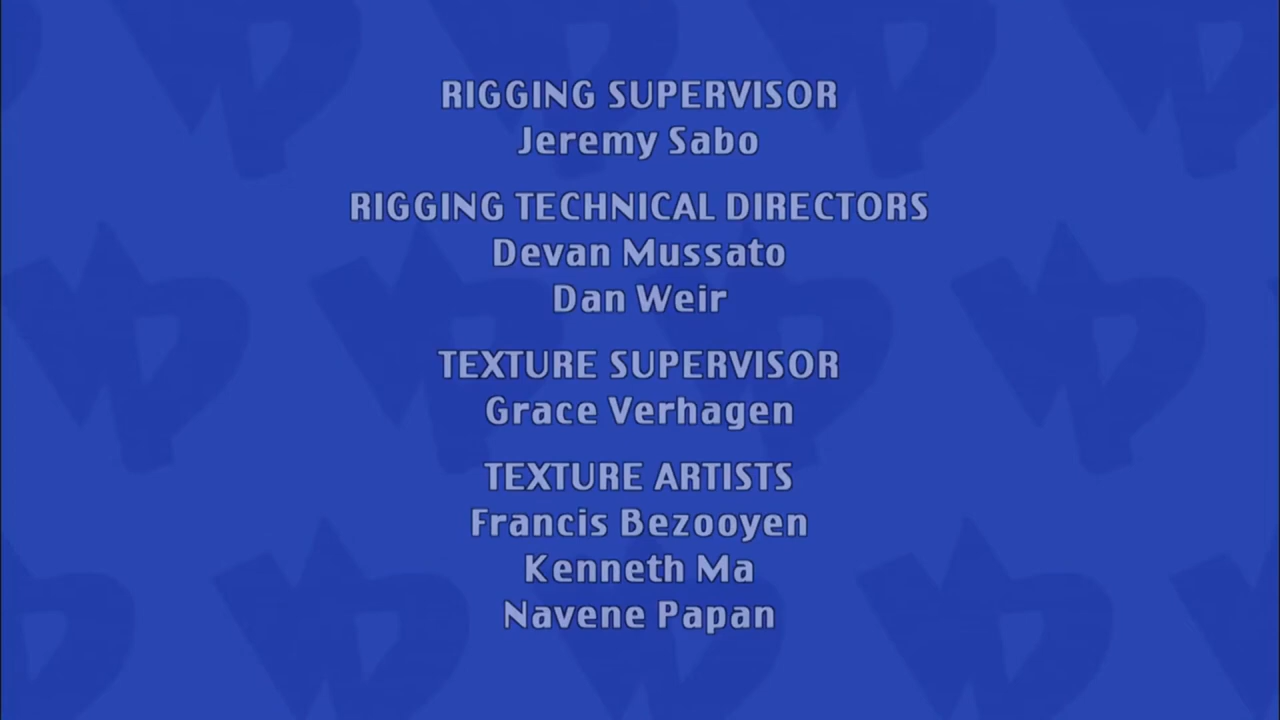 RIGGING SUPERVISOR
Jeremy Sabo
RIGGING TECHNICAL DIRECTORS
Devan Mussato
Dan Weir
TEXTURE SUPERVISOR
Grace Verhagen
TEXTURE ARTISTS
Francis Bezooyen
Kenneth Ma
Navene Papan